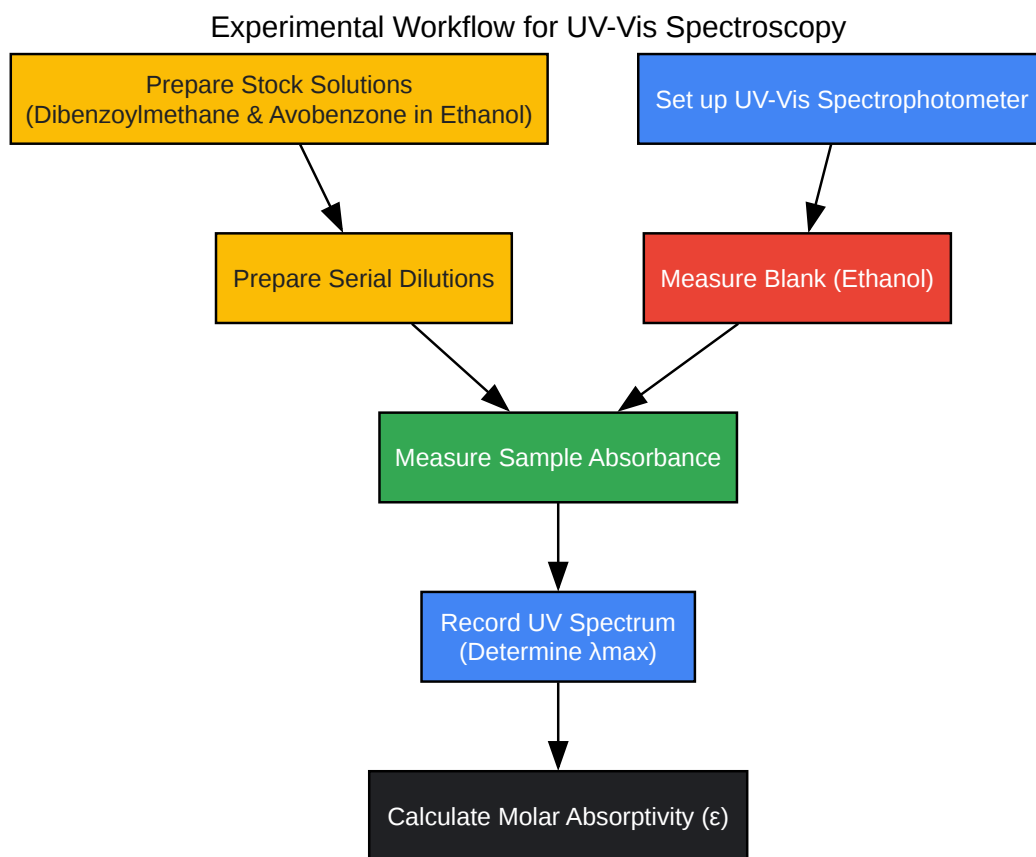 Experimental Workflow for UV-Vis Spectroscopy
Prepare Stock Solutions
(Dibenzoylmethane & Avobenzone in Ethanol)
Set up UV-Vis Spectrophotometer
Prepare Serial Dilutions
Measure Blank (Ethanol)
Measure Sample Absorbance
Record UV Spectrum
(Determine λmax)
Calculate Molar Absorptivity (ε)